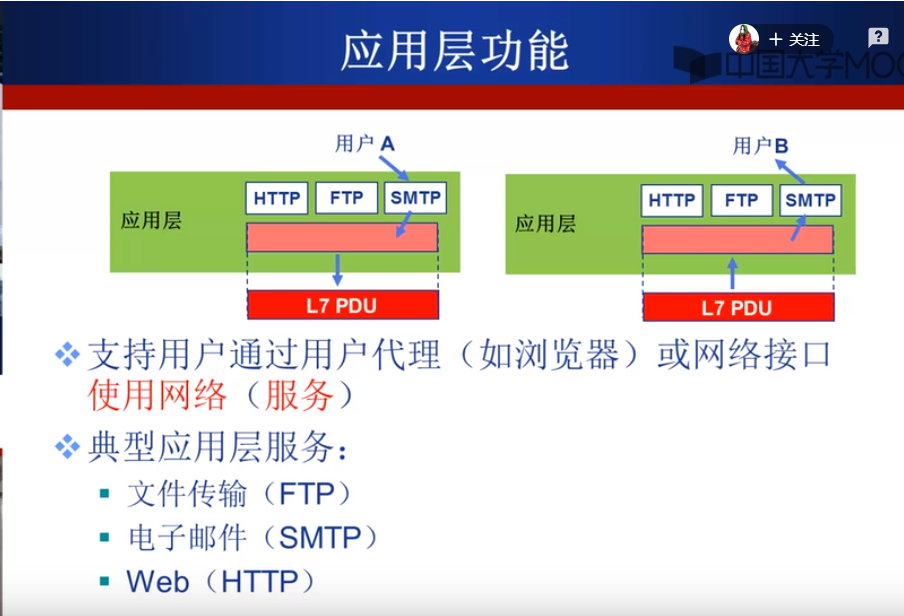 应用层功能
+ 关注
?
中国大学MOO
用户 A
用户B
应用层
HTTP
FTP
SMTP
L7 PDU
应用层
HTTP
FTP
SMTP
L7 PDU
支持用户通过用户代理（如浏览器）或网络接口
使用网络（服务）
典型应用层服务：
文件传输（FTP）
电子邮件（SMTP）
Web（HTTP）